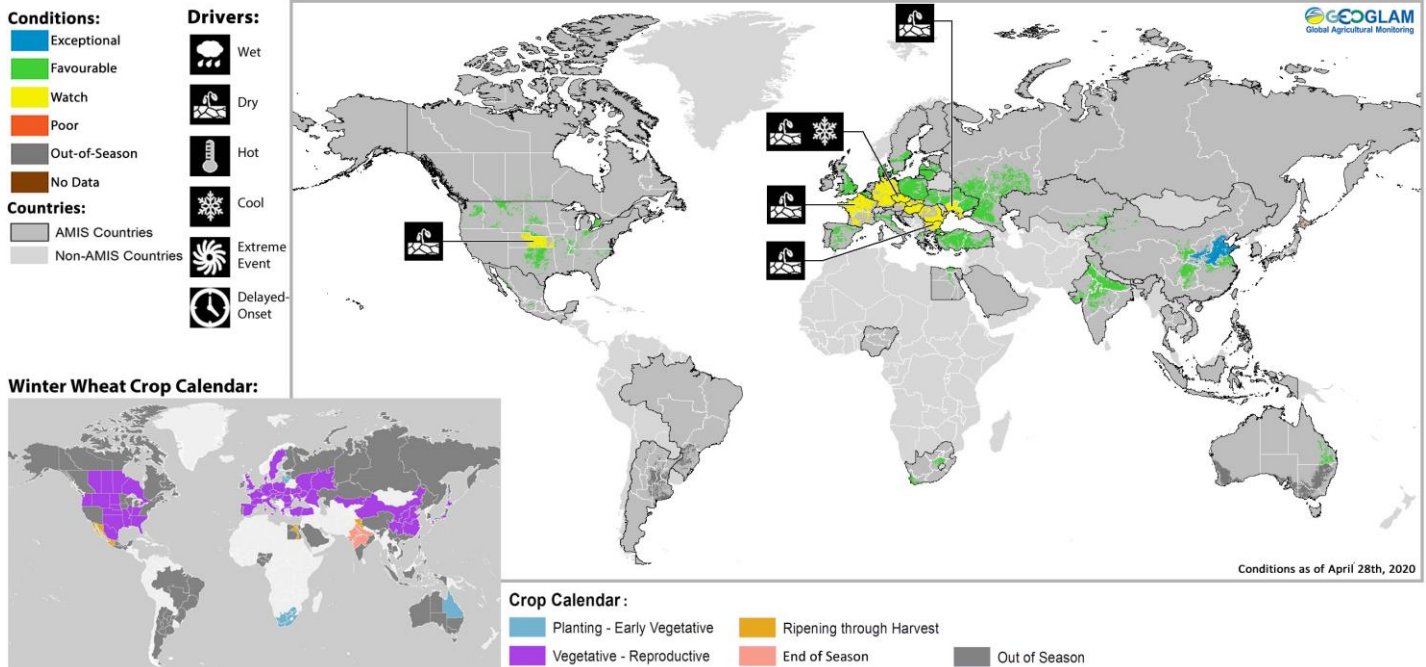 Conditions:
Exceptional
Favourable
Watch
Poor
Out-of-Season
No Data
Countries:
AMIS Countries
Non-AMIS Countries
Drivers:
Wet
Dry
Hot
Cool
Extreme
Event
Delayed-
Onset
GEOGLAM
Global Agricultural Monitoring
Conditions as of April 28th, 2020
Winter Wheat Crop Calendar:
Crop Calendar :
Planting - Early Vegetative
Vegetative - Reproductive
Ripening through Harvest
End of Season
Out of Season